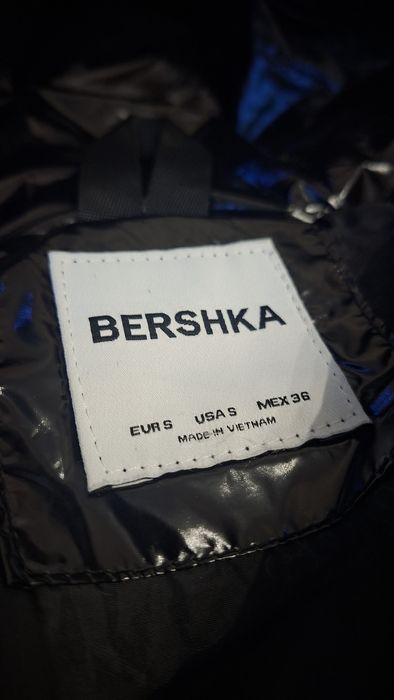 BERSHKA
EUR S USA S MEX 36
MADE IN VIETNAM